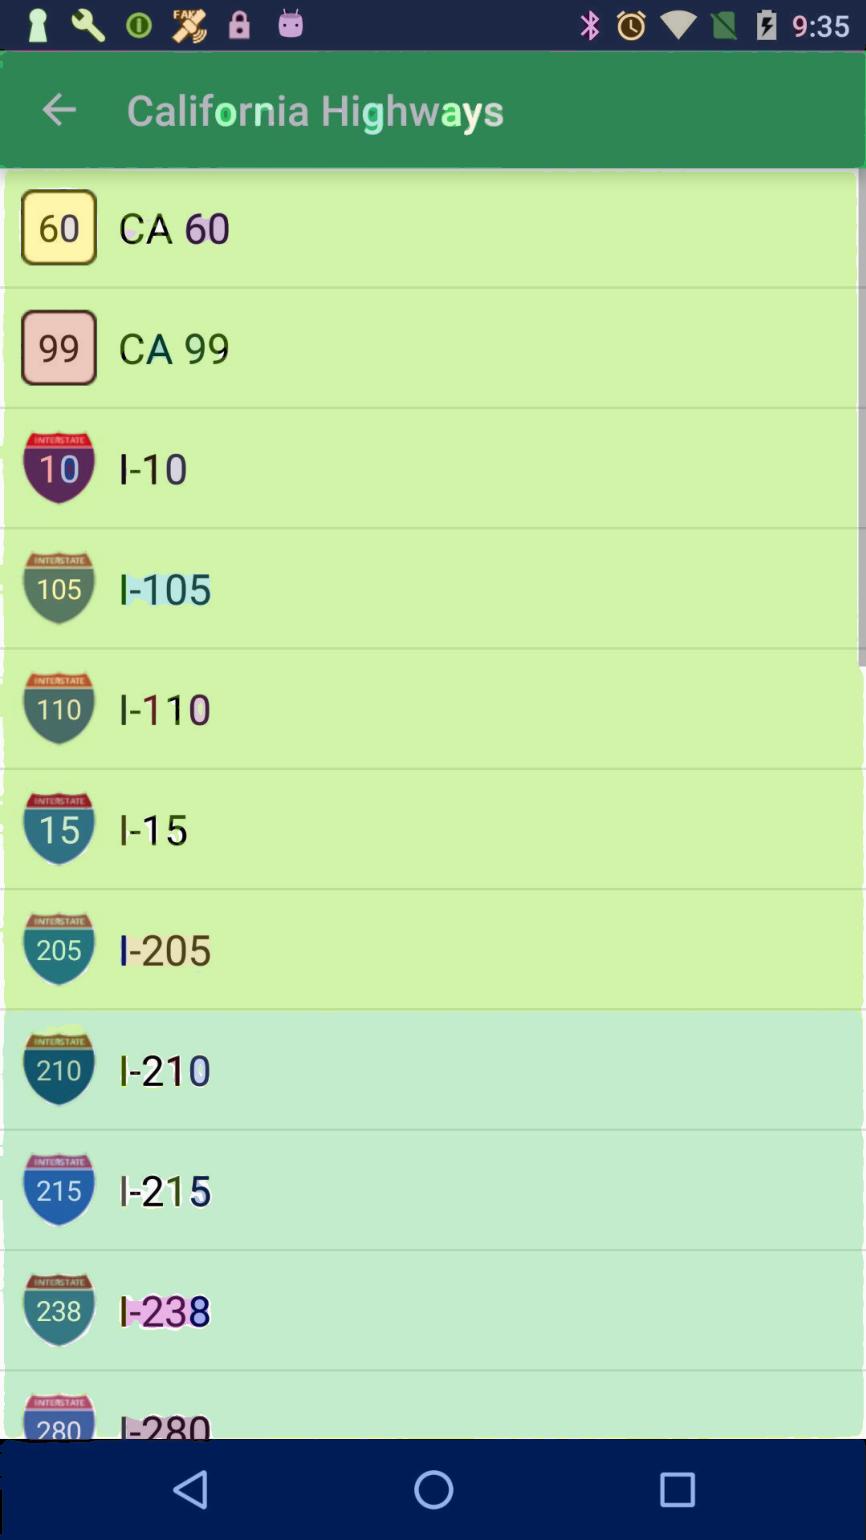 FAKE 9:35
California Highways
60 CA 60
99 CA 99
INTERSTATE
10 I-10
INTERSTATE
105 I-105
INTERSTATE
110 I-110
INTERSTATE
15 I-15
INTERSTATE
205 I-205
INTERSTATE
210 I-210
INTERSTATE
215 I-215
INTERSTATE
238 I-238
INTERSTATE
280 I-280